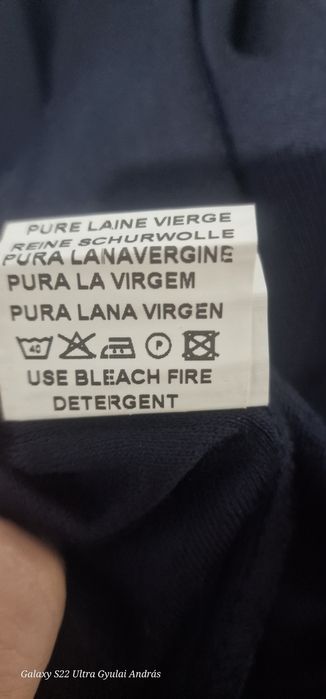 PURE LAINE VIERGE
REINE SCHURWOLLE
PURA LANAVERGINE
PURA LA VIRGEM
PURA LANA VIRGEN
40 P
USE BLEACH FIRE
DETERGENT
Galaxy S22 Ultra Gyulai András